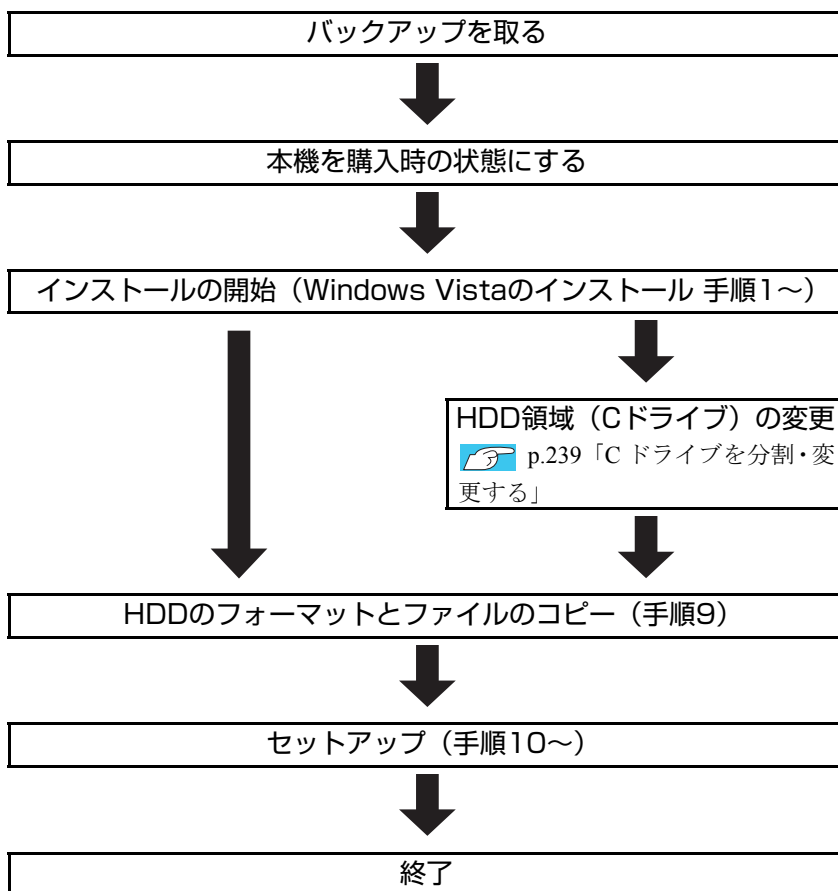 バックアップを取る
本機を購入時の状態にする
インストールの開始（Windows Vistaのインストール 手順1～）
HDD領域（Cドライブ）の変更
p.239「C ドライブを分割・変
更する」
HDDのフォーマットとファイルのコピー（手順9）
セットアップ（手順10～）
終了